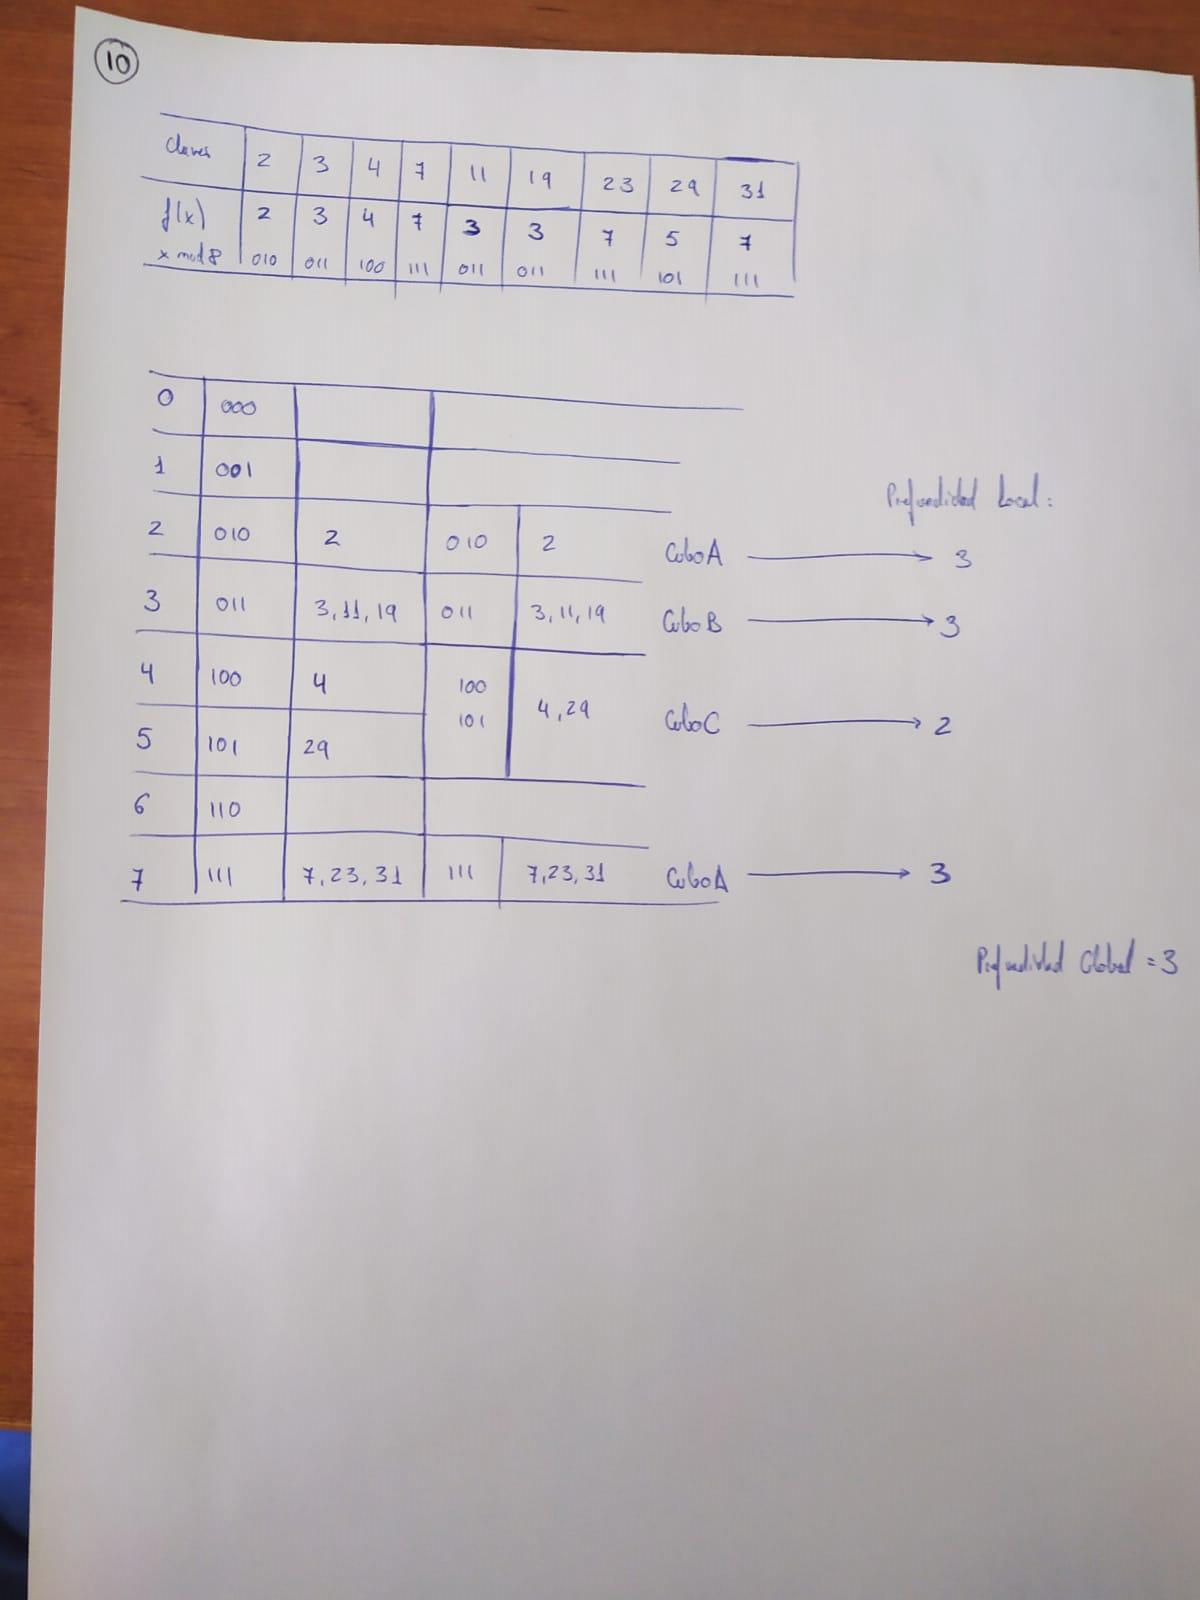 10
Claves 2 3 4 7 11 19 23 29 31
f(x) 2 3 4 7 3 3 7 5 7
x mod 8 010 011 100 111 011 011 111 101 111
0 000
1 001
Profundidad Local:
2 010 2 010 2 Cubo A 3
3 011 3, 11, 19 011 3, 11, 19 Cubo B 3
4 100 4 100
101 4, 29 Cubo C 2
5 101 29
6 110
7 111 7, 23, 31 111 7, 23, 31 Cubo A 3
Profundidad Global = 3